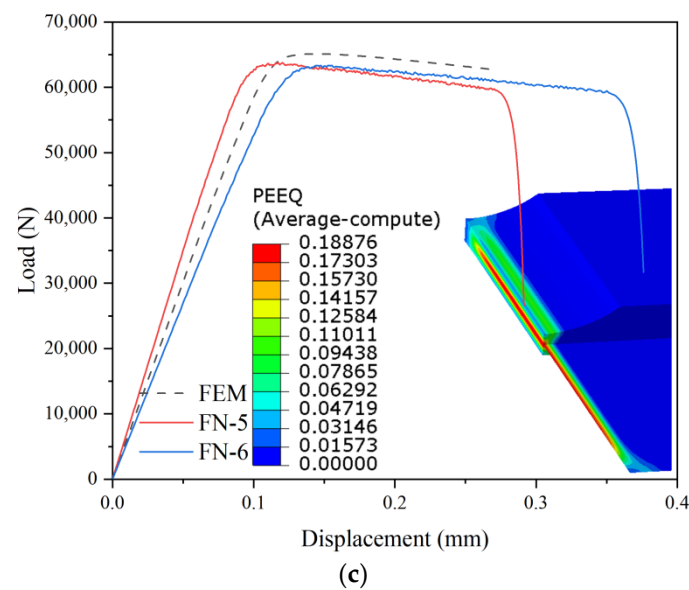 70,000
60,000
50,000
40,000
30,000
20,000
10,000
0
Load (N)
PEEQ
(Average-compute)
0.18876
0.17303
0.15730
0.14157
0.12584
0.11011
0.09438
0.07865
0.06292
0.04719
0.03146
0.01573
0.00000
FEM
FN-5
FN-6
0.0 0.1 0.2 0.3 0.4
Displacement (mm)
(c)